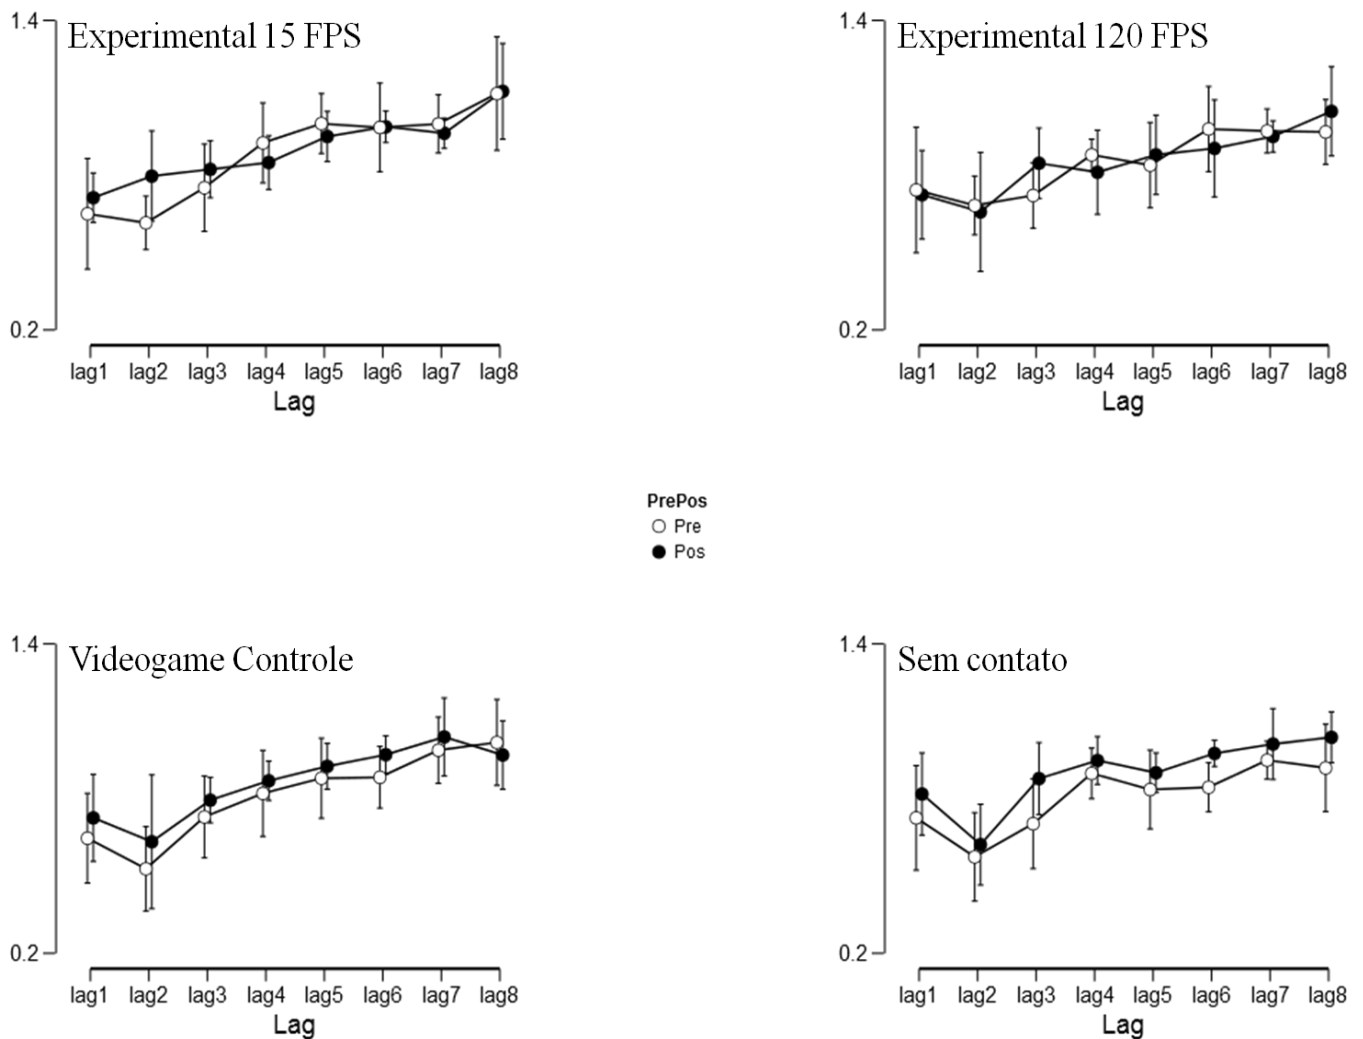 1.4
Experimental 15 FPS
0.2
lag1 lag2 lag3 lag4 lag5 lag6 lag7 lag8
Lag
1.4
Experimental 120 FPS
0.2
lag1 lag2 lag3 lag4 lag5 lag6 lag7 lag8
Lag
PrePos
Pre
Pos
1.4
Videogame Controle
0.2
lag1 lag2 lag3 lag4 lag5 lag6 lag7 lag8
Lag
1.4
Sem contato
0.2
lag1 lag2 lag3 lag4 lag5 lag6 lag7 lag8
Lag